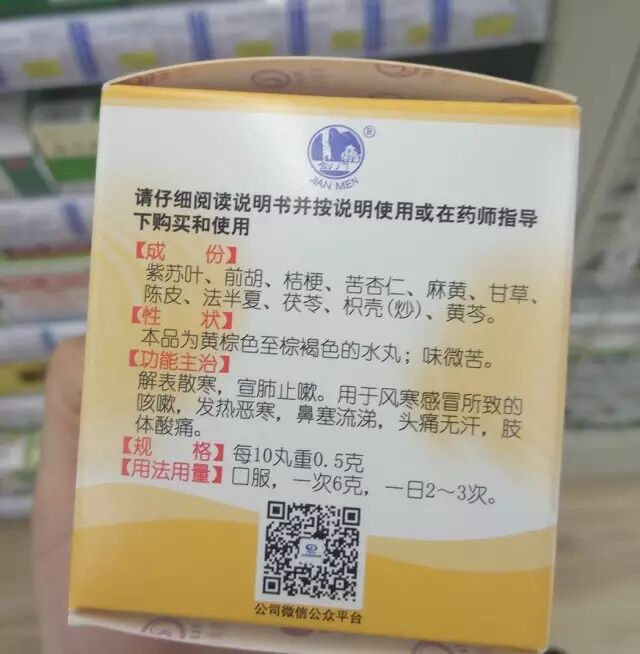 ®
JIAN MEN
请仔细阅读说明书并按说明使用或在药师指导
下购买和使用
【成 份】
紫苏叶、前胡、桔梗、苦杏仁、麻黄、甘草、
陈皮、法半夏、茯苓、枳壳(炒)、黄芩。
【性 状】
本品为黄棕色至棕褐色的水丸；味微苦。
【功能主治】
解表散寒，宣肺止嗽。用于风寒感冒所致的
咳嗽，发热恶寒，鼻塞流涕，头痛无汗，肢
体酸痛。
【规 格】每10丸重0.5克
【用法用量】口服，一次6克，一日2～3次。
公司微信公众平台